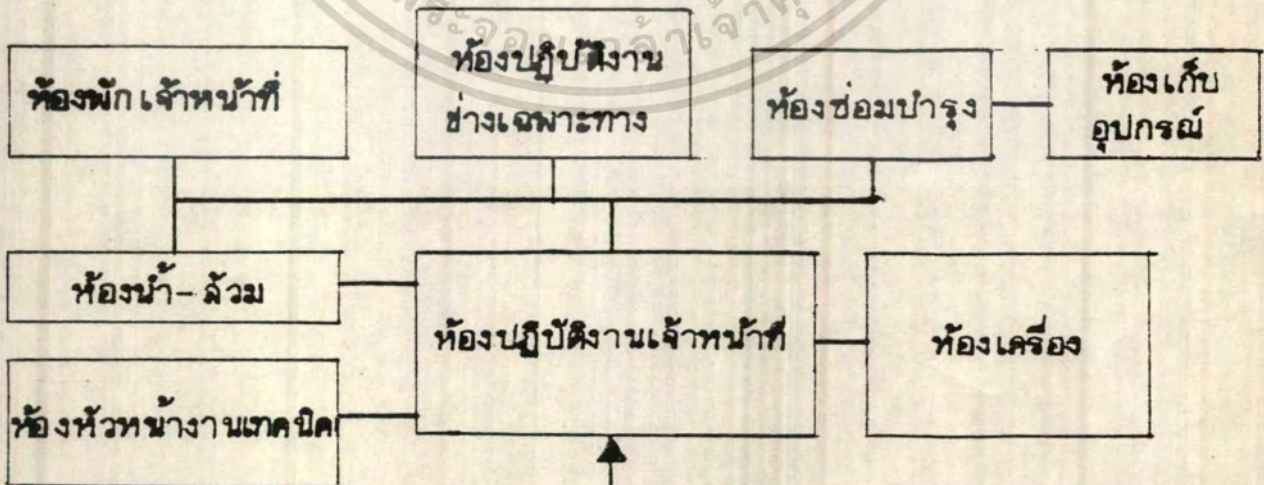 ห้องปฏิบัติงาน
ช่างเฉพาะทาง
ห้องพักเจ้าหน้าที่
ห้องซ่อมบำรุง
ห้องเก็บ
อุปกรณ์
ห้องน้ำ-ส้วม
ห้องปฏิบัติงานเจ้าหน้าที่
ห้องเครื่อง
ห้องหัวหน้างานเทคนิค